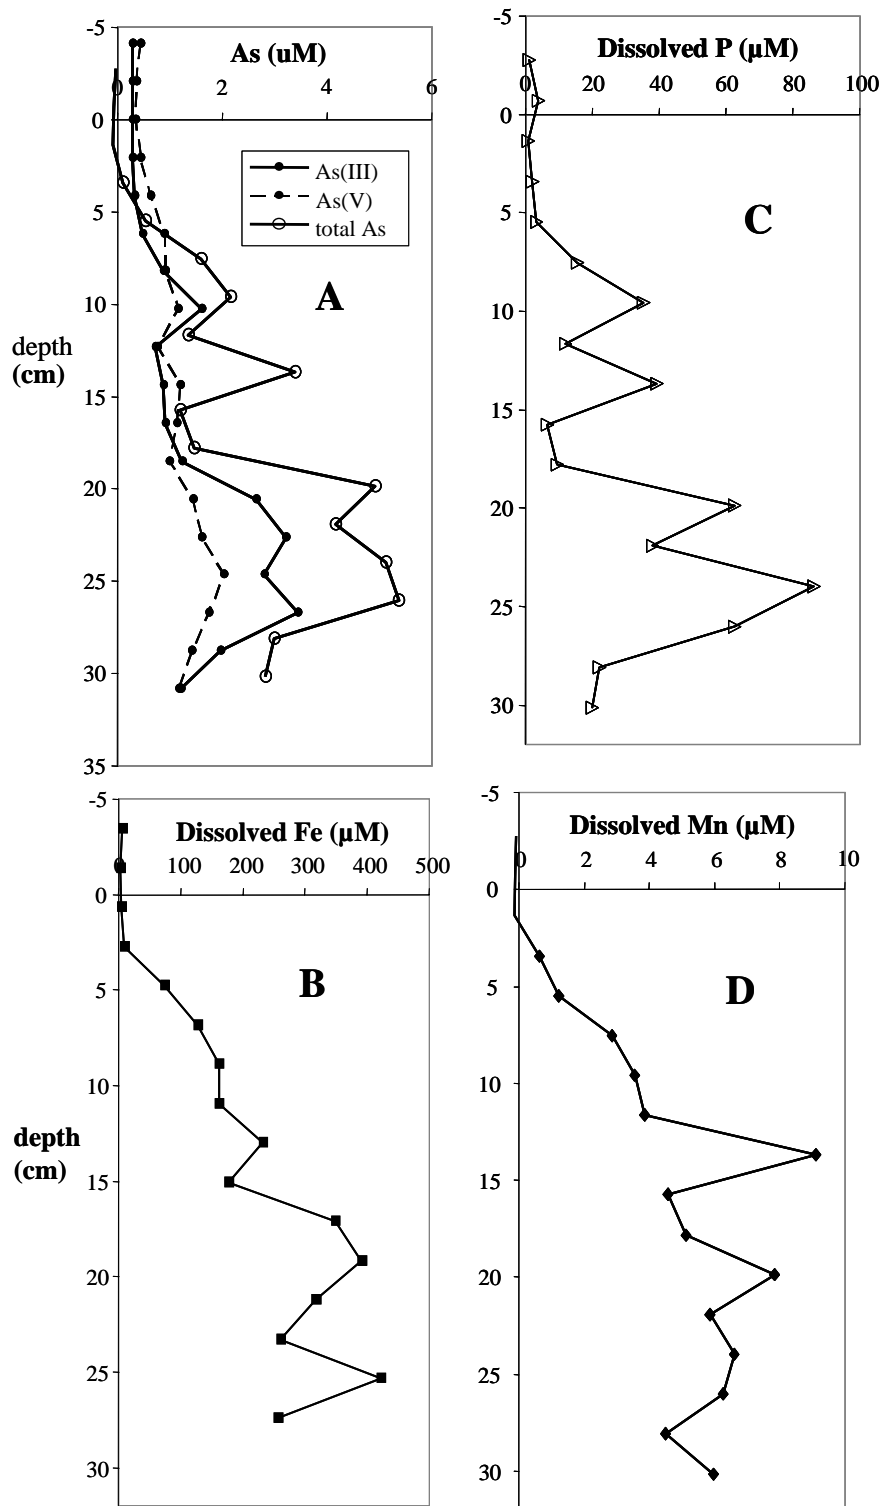 -5
As (uM)
0 2 4 6
0
As(III)
As(V)
total As
5
A
10
depth
(cm)
15
20
25
30
35
-5
Dissolved P (µM)
0 20 40 60 80 100
0
5
C
10
15
20
25
30
-5
Dissolved Fe (µM)
0 100 200 300 400 500
0
B
5
10
depth
(cm)
15
20
25
30
-5
Dissolved Mn (µM)
0 2 4 6 8 10
0
5
D
10
15
20
25
30